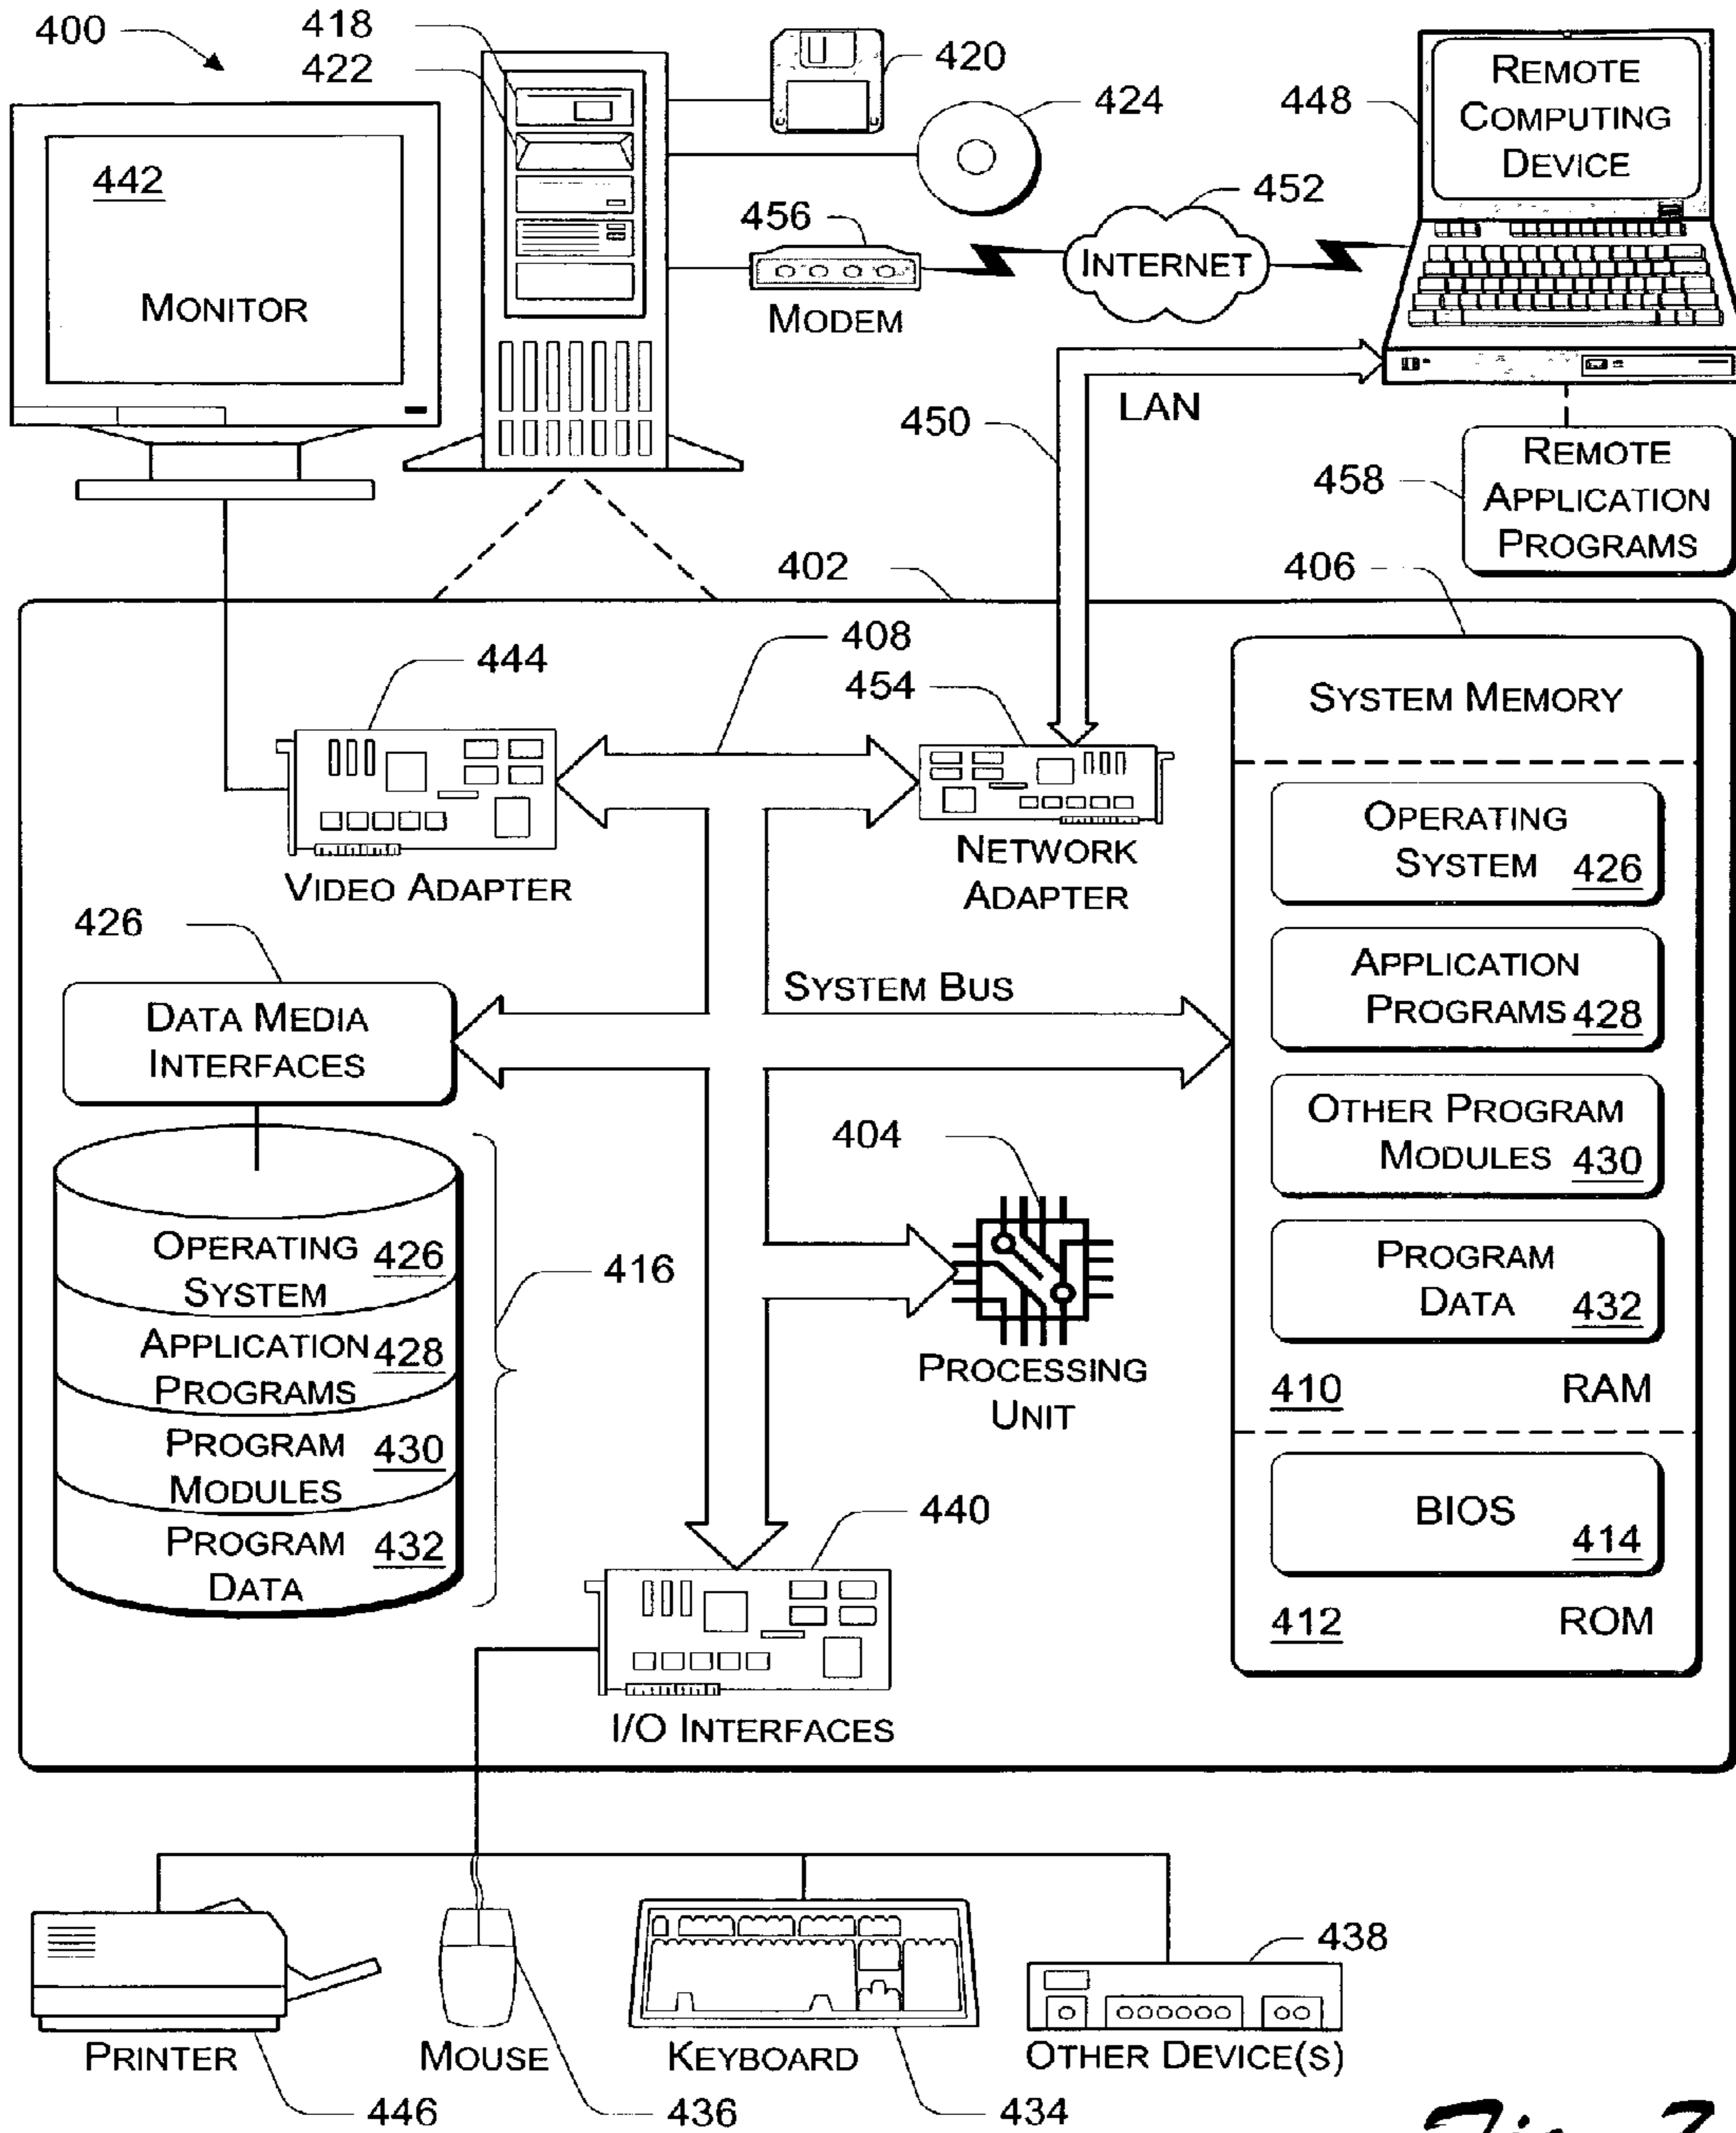 400
418
422
420
424
448
REMOTE
COMPUTING
DEVICE
442
MONITOR
456
MODEM
452
INTERNET
LAN
450
458
REMOTE
APPLICATION
PROGRAMS
402
406
408
444
454
VIDEO ADAPTER
NETWORK
ADAPTER
SYSTEM MEMORY
OPERATING
SYSTEM 426
APPLICATION
PROGRAMS 428
OTHER PROGRAM
MODULES 430
PROGRAM
DATA 432
410 RAM
BIOS
414
412 ROM
426
DATA MEDIA
INTERFACES
SYSTEM BUS
404
PROCESSING
UNIT
OPERATING 426
SYSTEM
APPLICATION 428
PROGRAMS
PROGRAM 430
MODULES
PROGRAM 432
DATA
416
440
I/O INTERFACES
PRINTER
446
MOUSE
436
KEYBOARD
434
438
OTHER DEVICE(S)